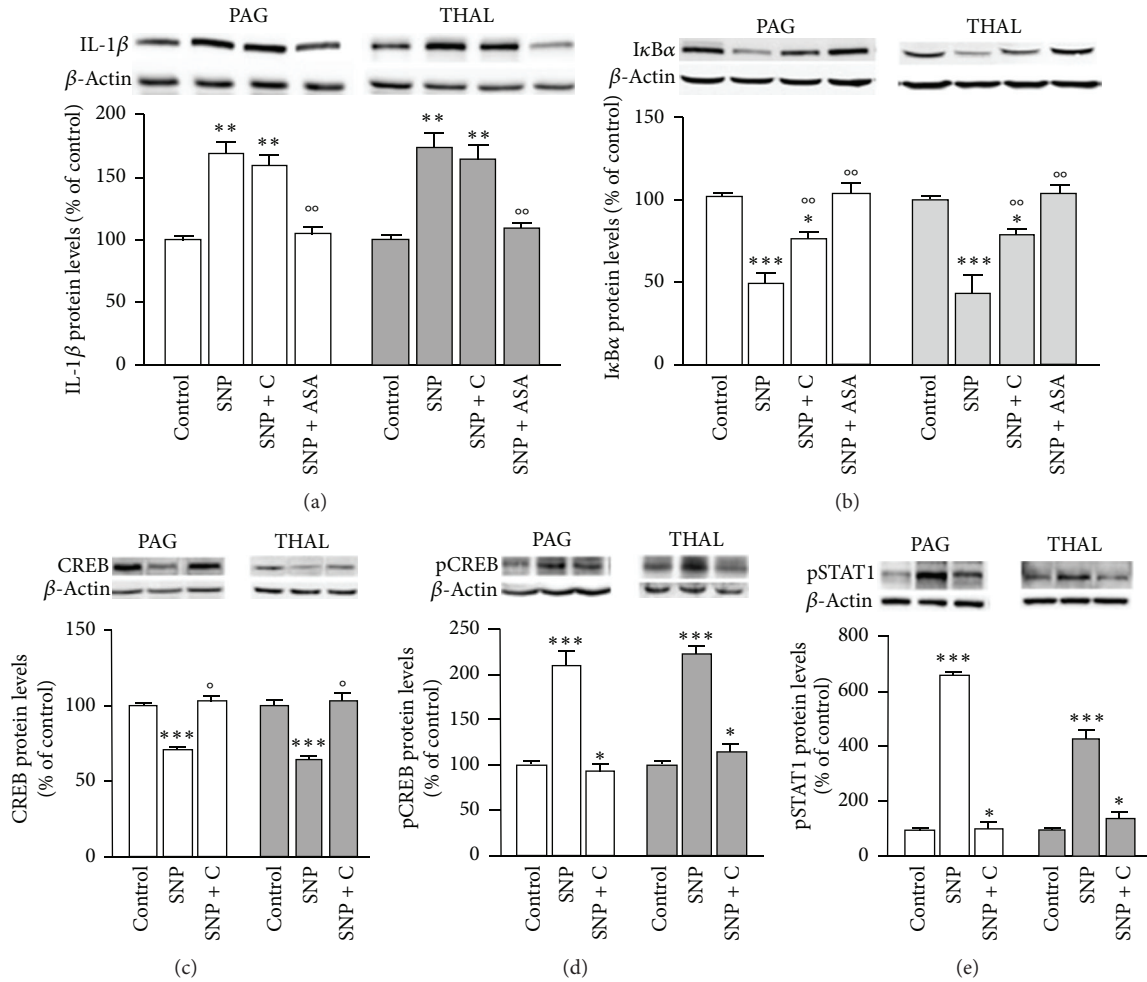 PAG THAL
IL-1β
β-Actin
IL-1β protein levels (% of control)
200
150
100
50
0
** ** °° ** ** °°
Control SNP SNP + C SNP + ASA Control SNP SNP + C SNP + ASA
(a)
PAG THAL
IκBα
β-Actin
IκBα protein levels (% of control)
150
100
50
0
*** °° * °° *** °° * °°
Control SNP SNP + C SNP + ASA Control SNP SNP + C SNP + ASA
(b)
PAG THAL
CREB
β-Actin
CREB protein levels
(% of control)
150
100
50
0
*** ° *** °
Control SNP SNP + C Control SNP SNP + C
(c)
PAG THAL
pCREB
β-Actin
pCREB protein levels
(% of control)
250
200
150
100
50
0
*** * *** *
Control SNP SNP + C Control SNP SNP + C
(d)
PAG THAL
pSTAT1
β-Actin
pSTAT1 protein levels
(% of control)
800
600
400
200
0
*** * *** *
Control SNP SNP + C Control SNP SNP + C
(e)